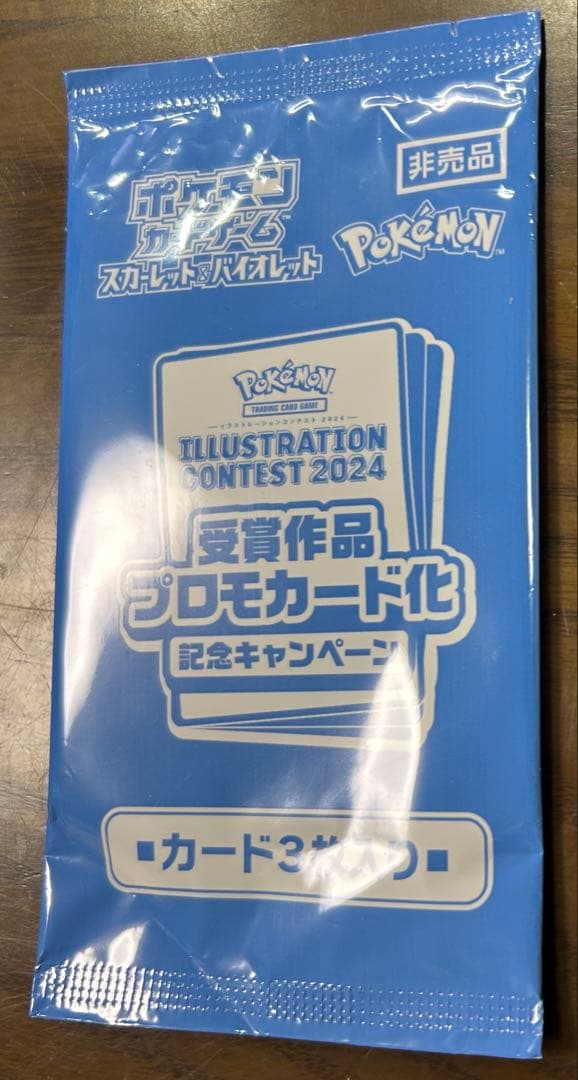 非売品
ポケモン
カードゲーム™
スカーレット&バイオレット
Pokémon™
Pokémon
TRADING CARD GAME
イラストレーションコンテスト 2024
ILLUSTRATION
CONTEST 2024
受賞作品
プロモカード化
記念キャンペーン
■カード3枚入り■